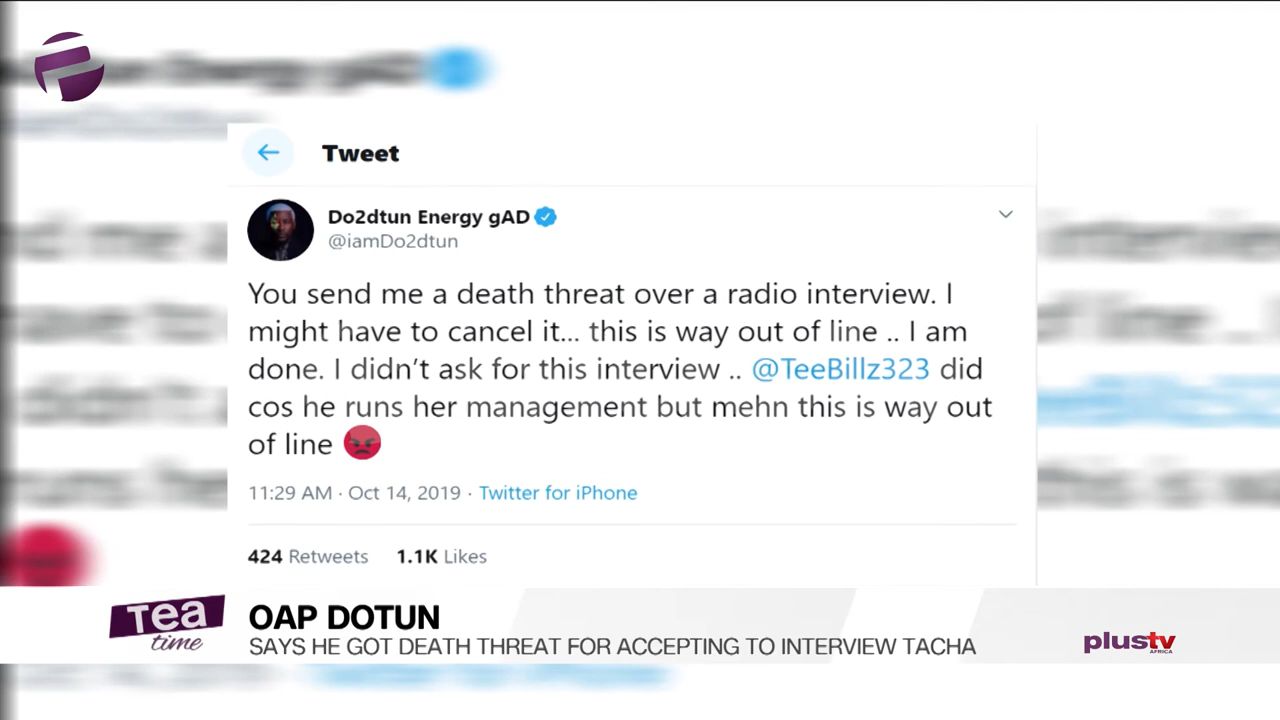 Tweet
Do2dtun Energy gAD
@iamDo2dtun
You send me a death threat over a radio interview. I
might have to cancel it... this is way out of line .. I am
done. I didn't ask for this interview .. @TeeBillz323 did
cos he runs her management but mehn this is way out
of line 😡
11:29 AM · Oct 14, 2019 · Twitter for iPhone
424 Retweets 1.1K Likes
Tea
time
OAP DOTUN
SAYS HE GOT DEATH THREAT FOR ACCEPTING TO INTERVIEW TACHA
plustv
AFRICA